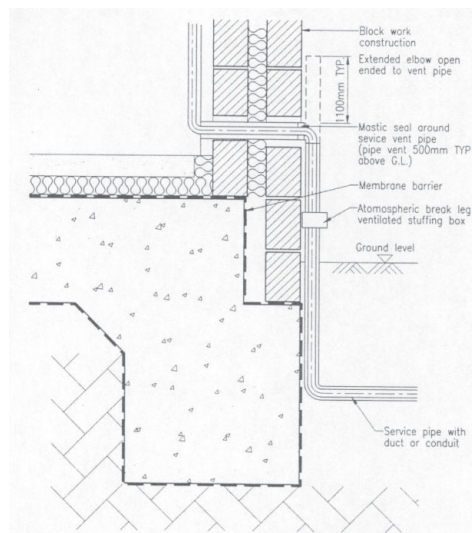 Block work
construction
Extended elbow open
ended to vent pipe
1100mm TYP
Mastic seal around
sevice vent pipe
(pipe vent 500mm TYP
above G.L.)
Membrane barrier
Atomospheric break leg
ventilated stuffing box
Ground level
Service pipe with
duct or conduit